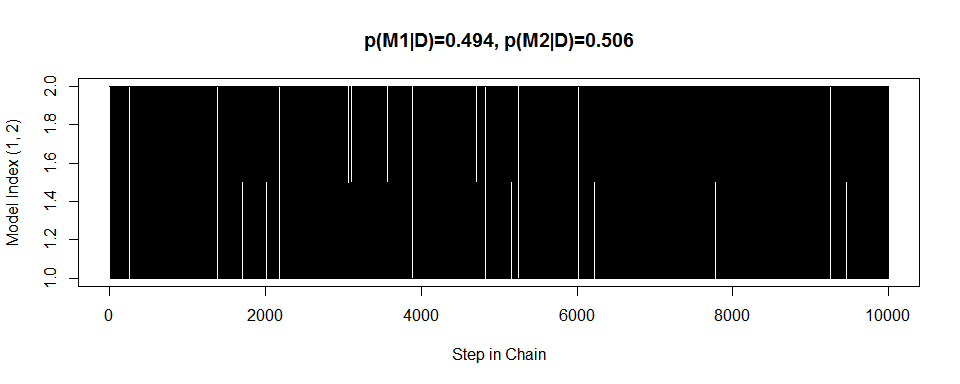 p(M1|D)=0.494, p(M2|D)=0.506
Model Index (1, 2)
2.0
1.8
1.6
1.4
1.2
1.0
0 2000 4000 6000 8000 10000
Step in Chain